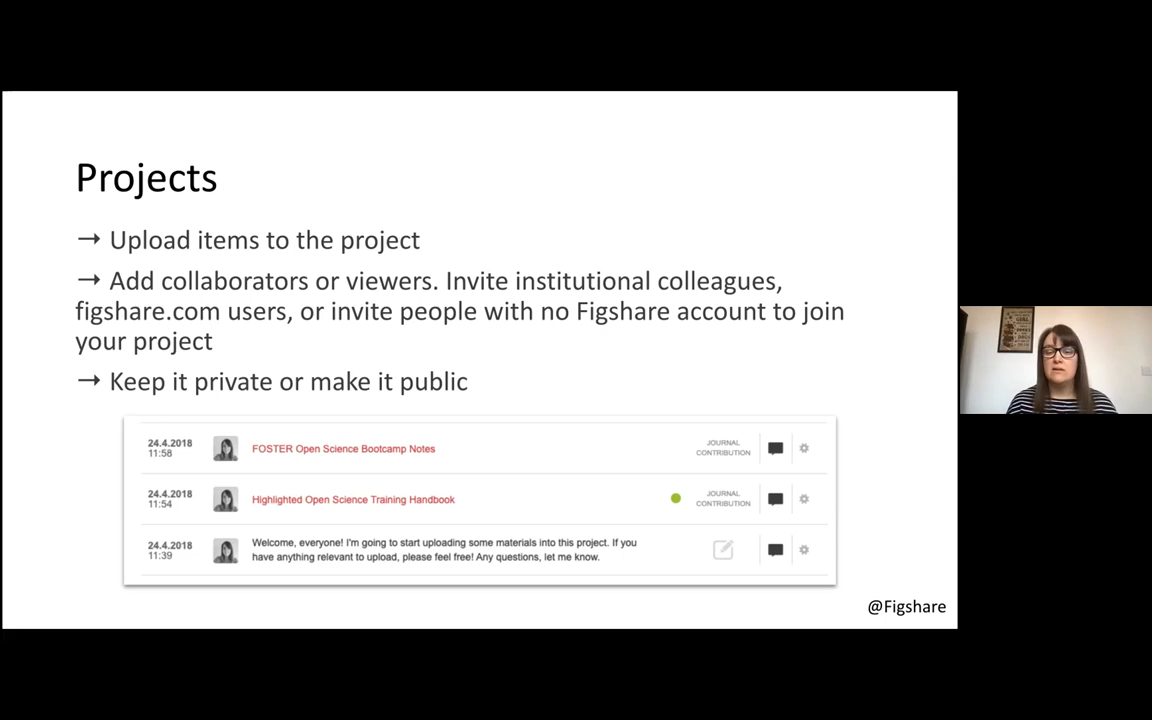 Projects
→ Upload items to the project
→ Add collaborators or viewers. Invite institutional colleagues,
figshare.com users, or invite people with no Figshare account to join
your project
→ Keep it private or make it public
24.4.2018
11:58
FOSTER Open Science Bootcamp Notes
JOURNAL
CONTRIBUTION
24.4.2018
11:54
Highlighted Open Science Training Handbook
JOURNAL
CONTRIBUTION
24.4.2018
11:39
Welcome, everyone! I'm going to start uploading some materials into this project. If you
have anything relevant to upload, please feel free! Any questions, let me know.
@Figshare